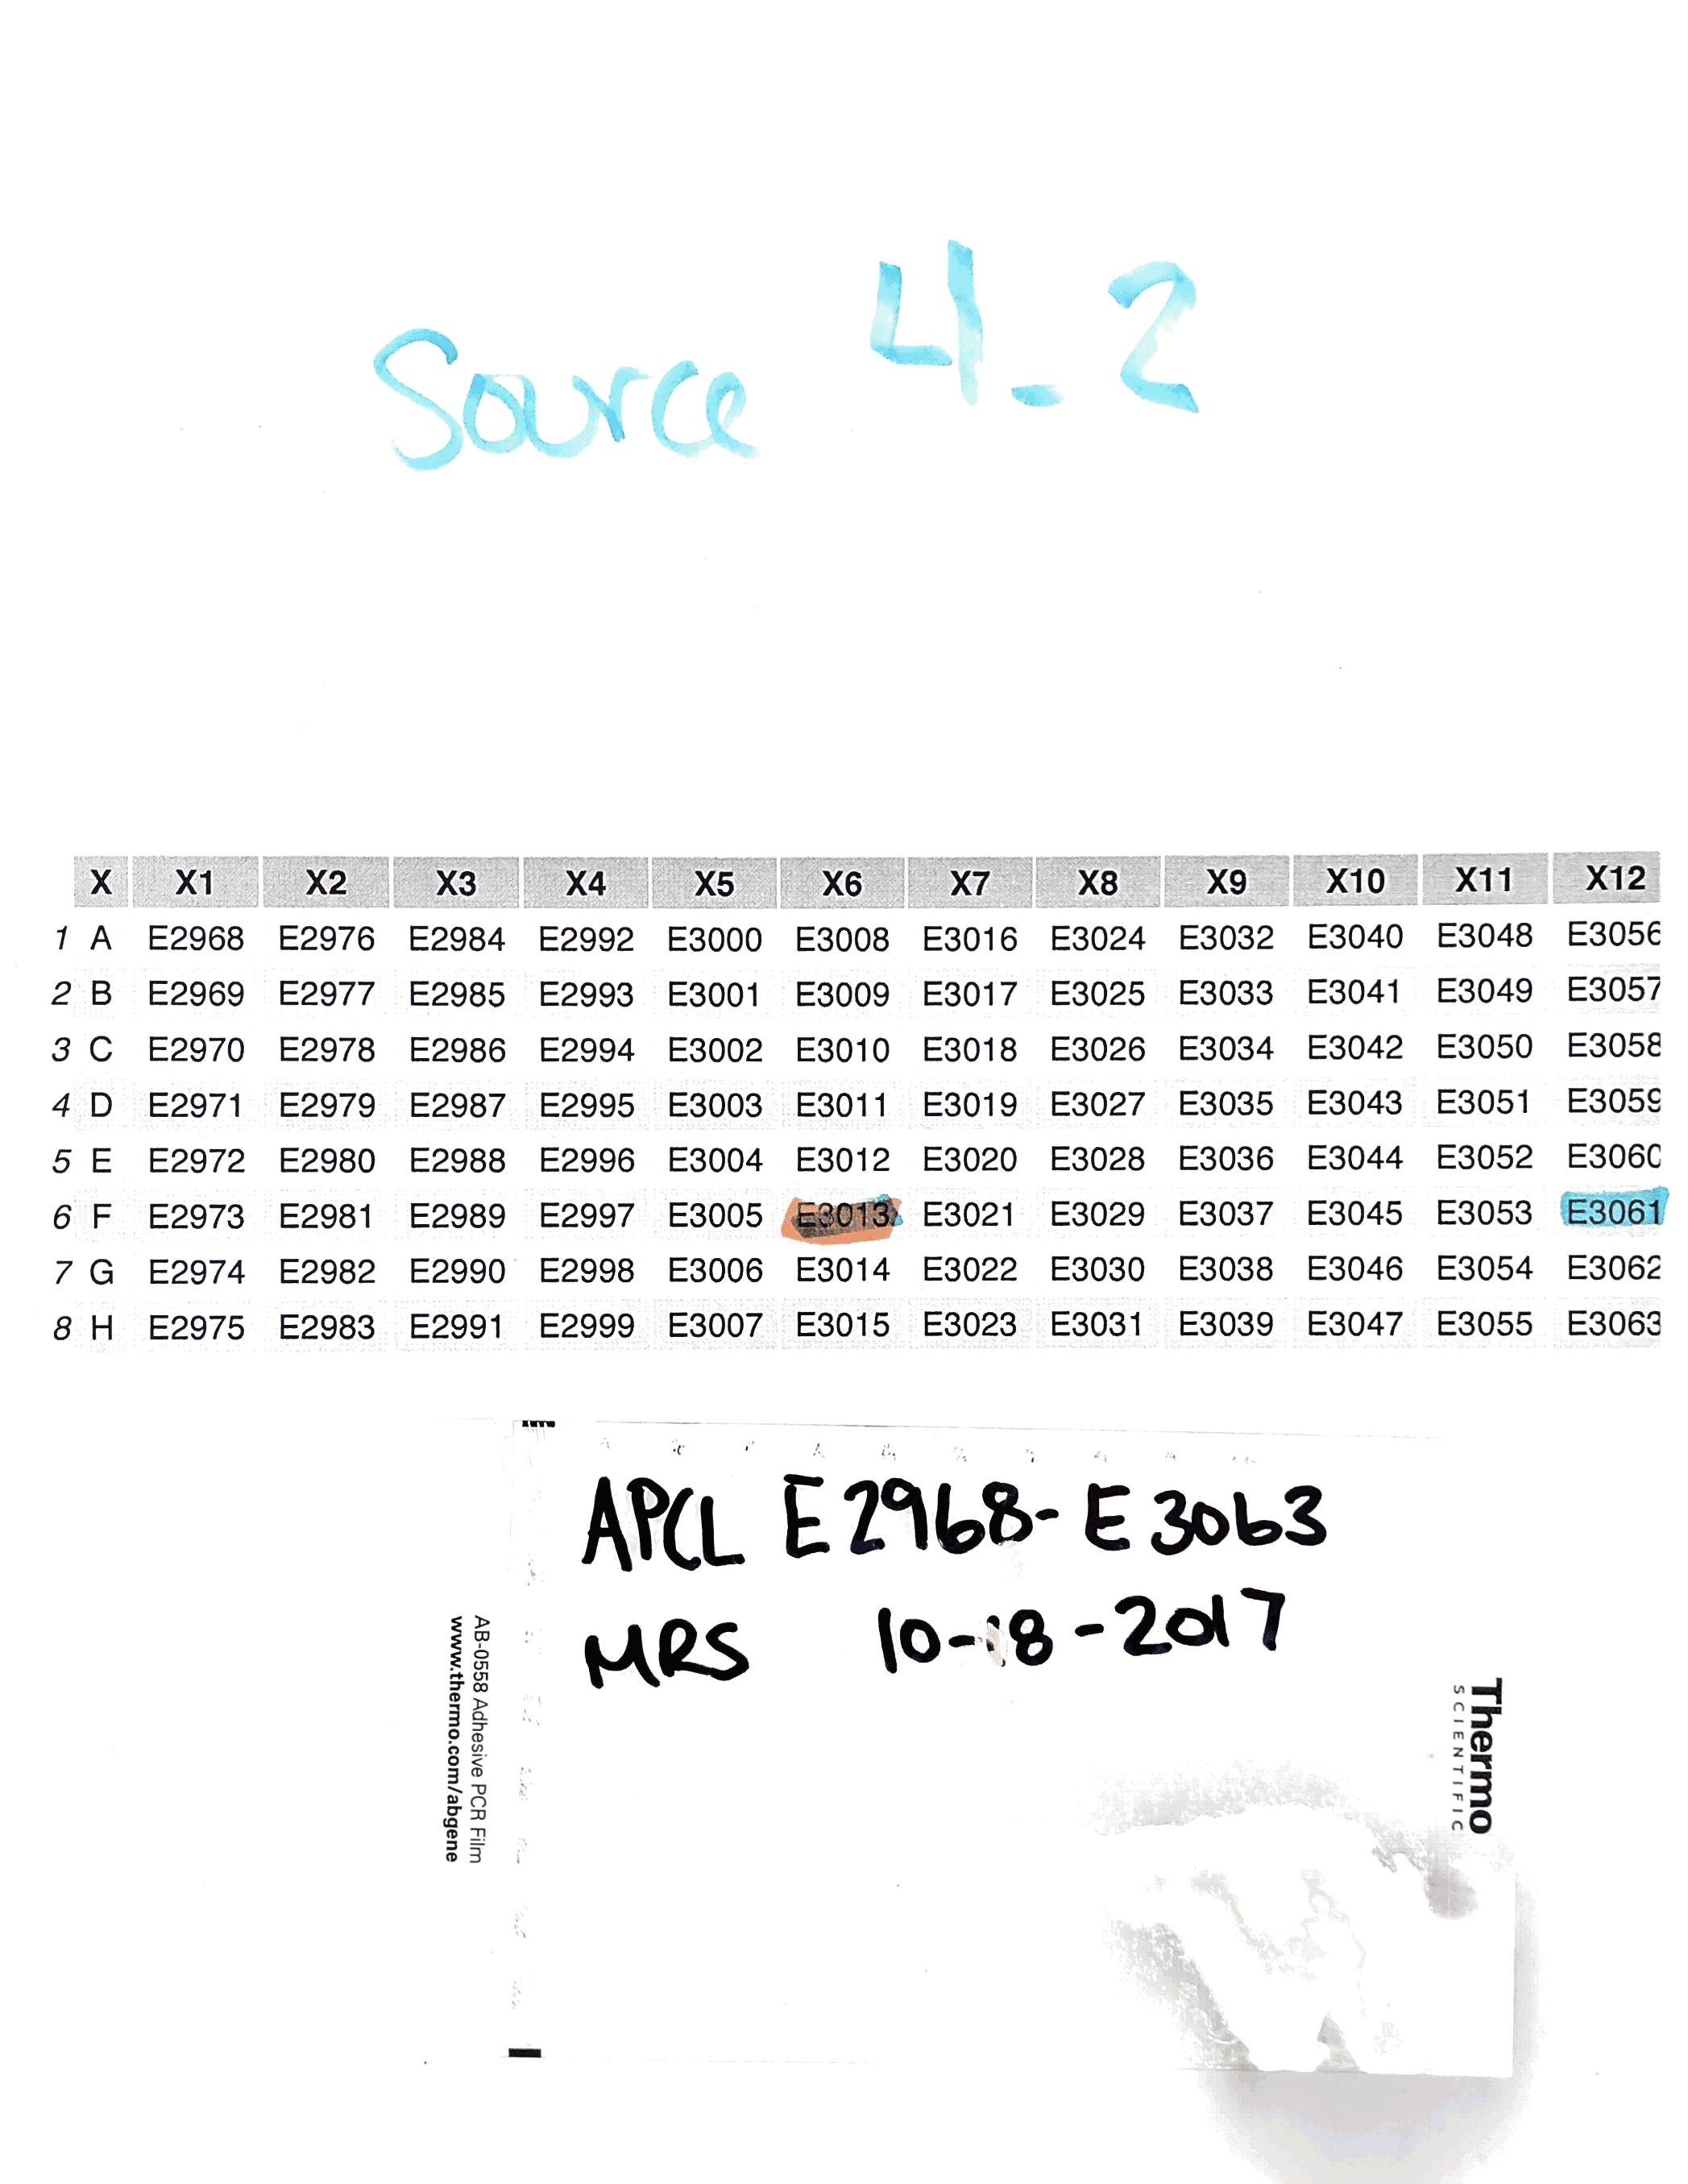 Source 4_2
X X1 X2 X3 X4 X5 X6 X7 X8 X9 X10 X11 X12
1 A E2968 E2976 E2984 E2992 E3000 E3008 E3016 E3024 E3032 E3040 E3048 E3056
2 B E2969 E2977 E2985 E2993 E3001 E3009 E3017 E3025 E3033 E3041 E3049 E3057
3 C E2970 E2978 E2986 E2994 E3002 E3010 E3018 E3026 E3034 E3042 E3050 E3058
4 D E2971 E2979 E2987 E2995 E3003 E3011 E3019 E3027 E3035 E3043 E3051 E3059
5 E E2972 E2980 E2988 E2996 E3004 E3012 E3020 E3028 E3036 E3044 E3052 E3060
6 F E2973 E2981 E2989 E2997 E3005 E3013 E3021 E3029 E3037 E3045 E3053 E3061
7 G E2974 E2982 E2990 E2998 E3006 E3014 E3022 E3030 E3038 E3046 E3054 E3062
8 H E2975 E2983 E2991 E2999 E3007 E3015 E3023 E3031 E3039 E3047 E3055 E3063
APCL E2968-E3063
MRS 10-18-2017
AB-0558 Adhesive PCR Film
www.thermo.com/abgene
Thermo
SCIENTIFIC